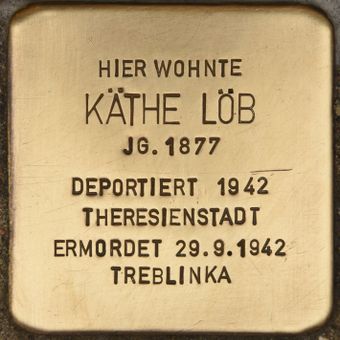 HIER WOHNTE
KÄTHE LÖB
JG. 1877
DEPORTIERT 1942
THERESIENSTADT
ERMORDET 29.9.1942
TREBLINKA